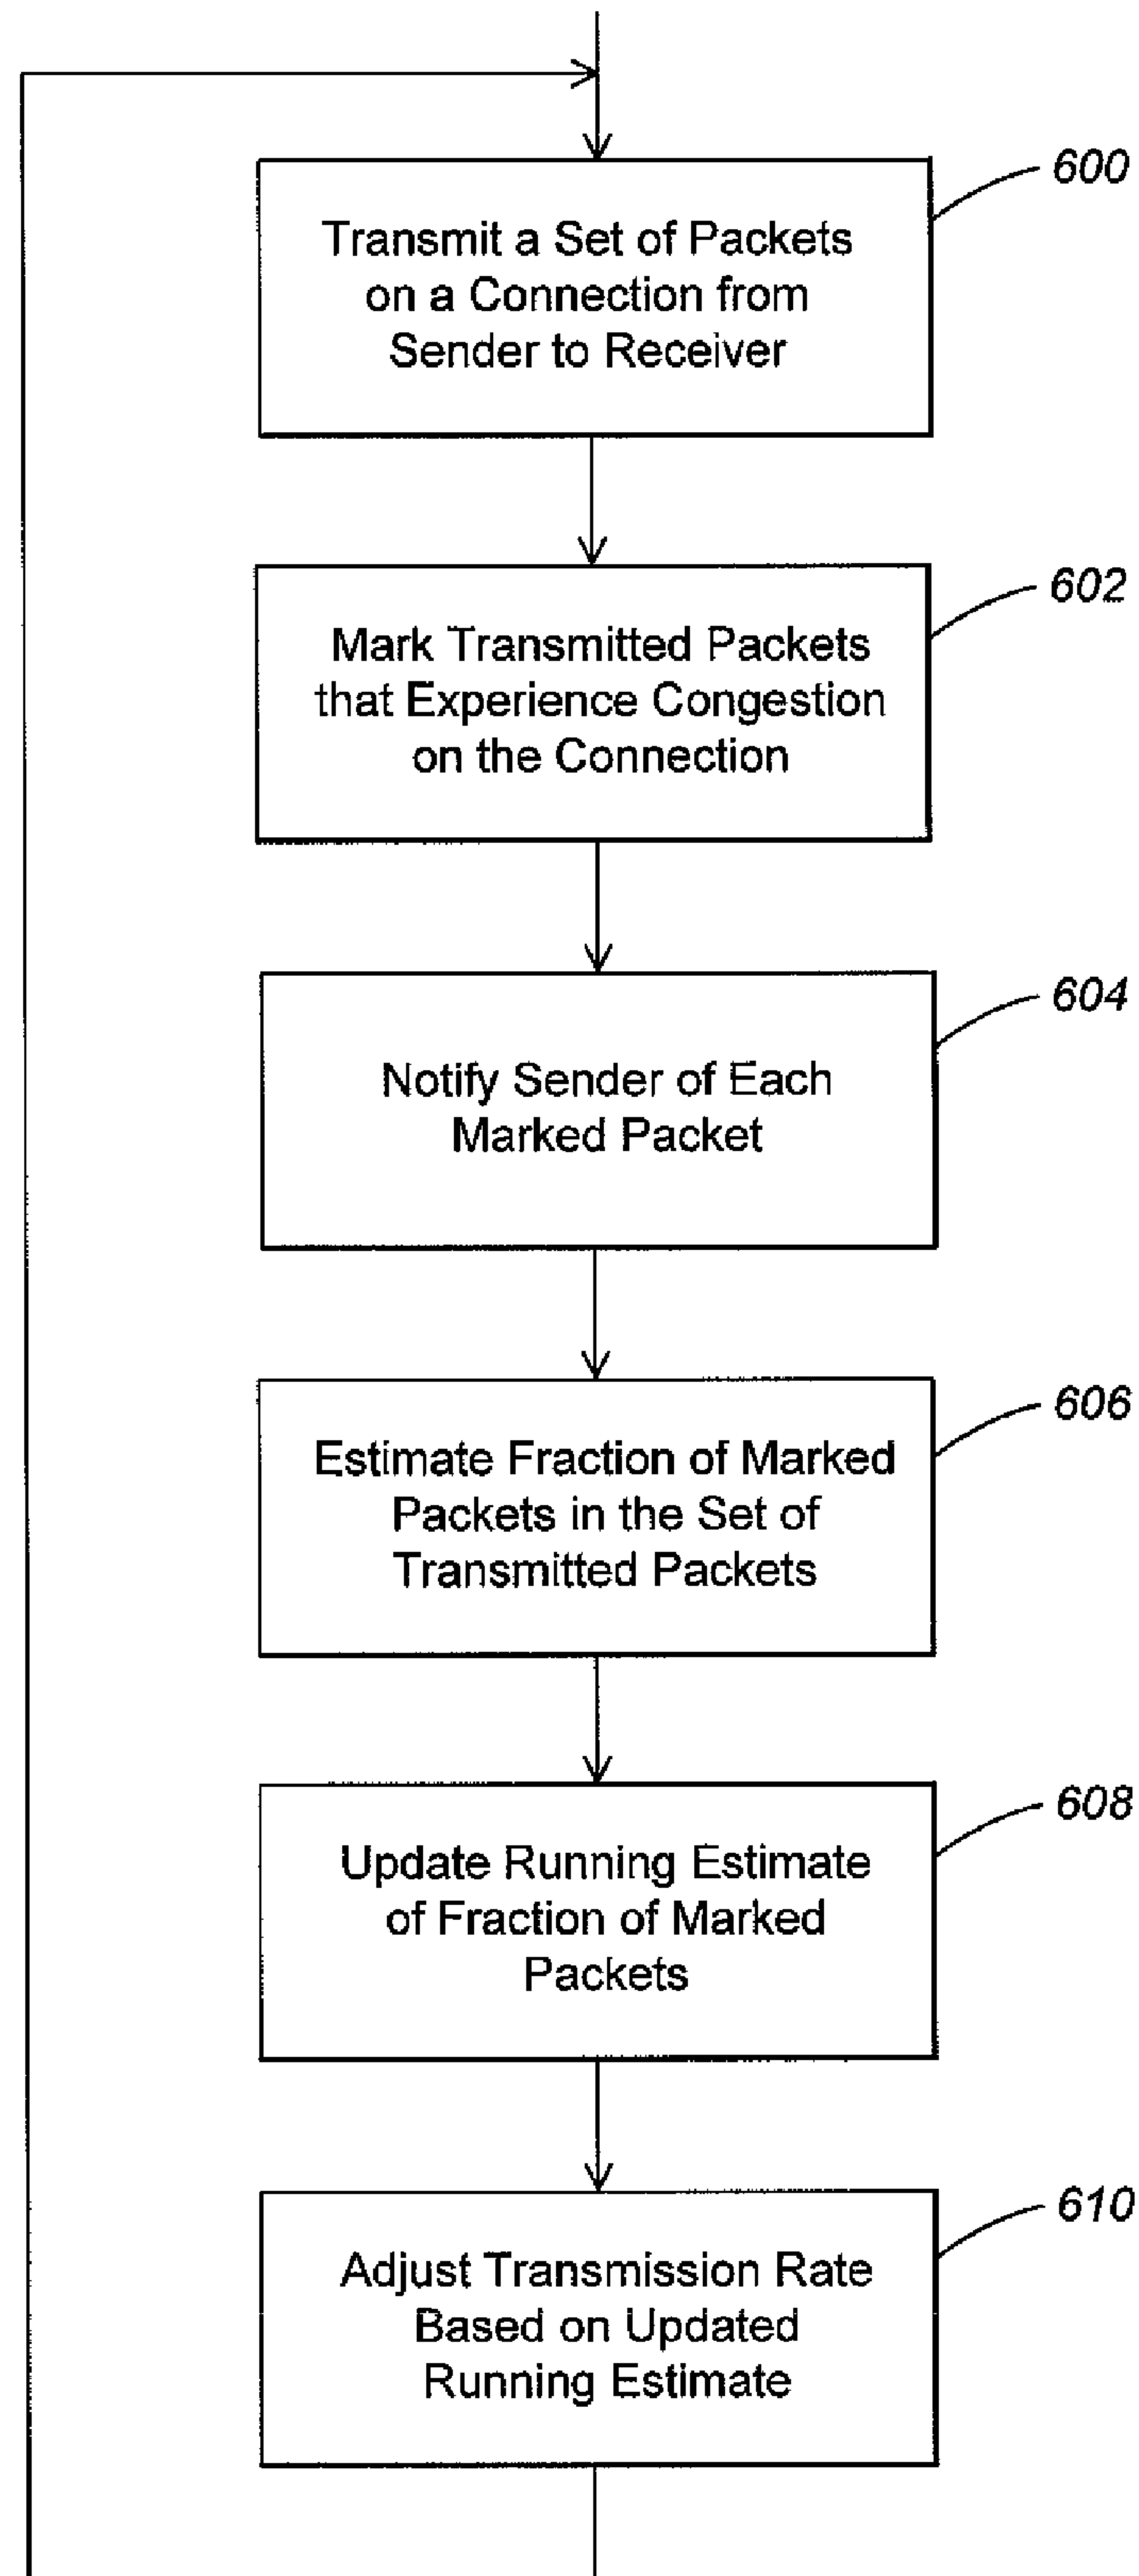 600
Transmit a Set of Packets
on a Connection from
Sender to Receiver
602
Mark Transmitted Packets
that Experience Congestion
on the Connection
604
Notify Sender of Each
Marked Packet
606
Estimate Fraction of Marked
Packets in the Set of
Transmitted Packets
608
Update Running Estimate
of Fraction of Marked
Packets
610
Adjust Transmission Rate
Based on Updated
Running Estimate